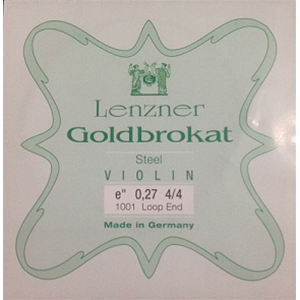 Lenzner
Goldbrokat
Steel
VIOLIN
e" 0,27 4/4
1001 Loop End
Made in Germany